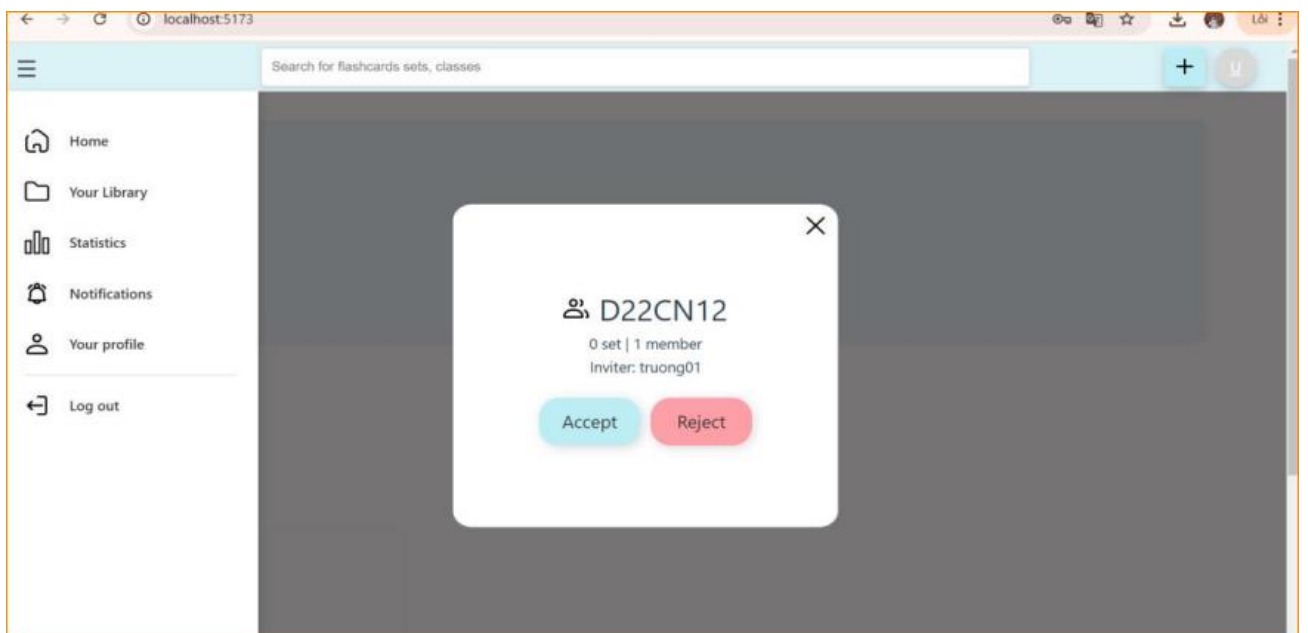 localhost:5173
Lỗi
Search for flashcards sets, classes
+
U
Home
Your Library
Statistics
Notifications
Your profile
Log out
D22CN12
0 set | 1 member
Inviter: truong01
Accept
Reject